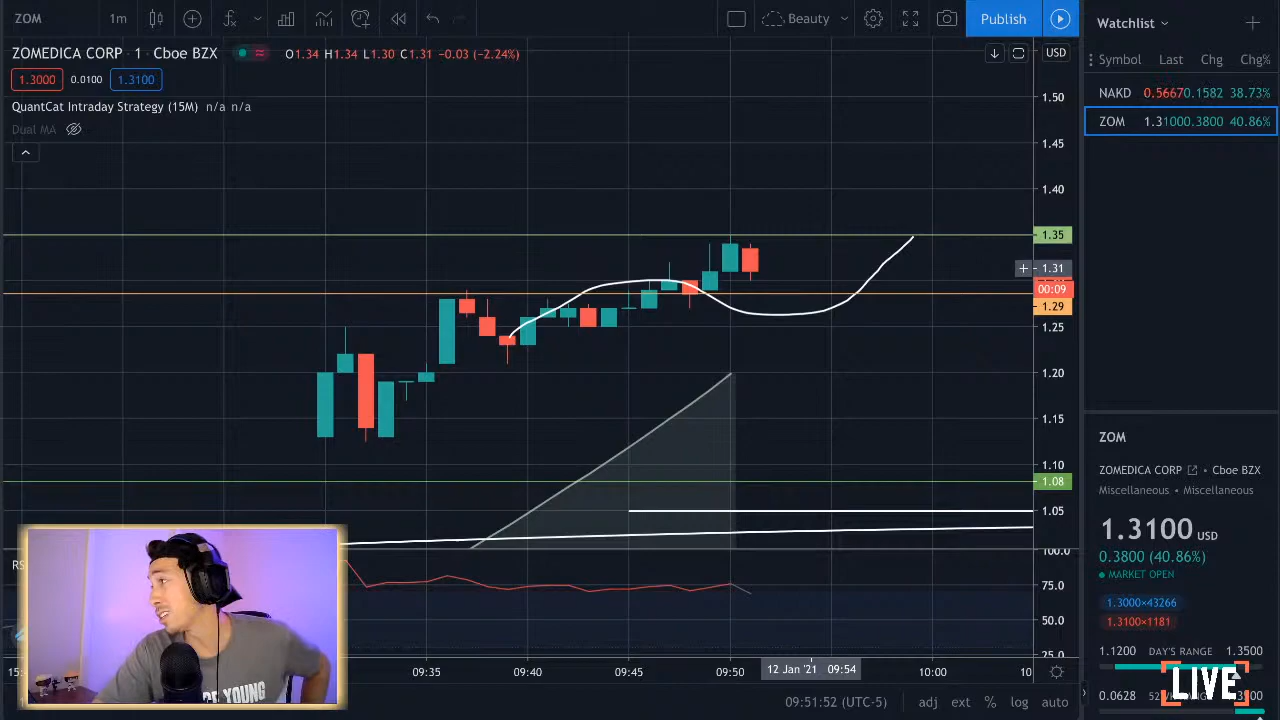 ZOM 1m fx Beauty Publish
ZOMEDICA CORP · 1 · Cboe BZX O1.34 H1.34 L1.30 C1.31 −0.03 (−2.24%)
1.3000 0.0100 1.3100
QuantCat Intraday Strategy (15M) n/a n/a
Dual MA
USD
1.50
1.45
1.40
1.35
1.31
00:09
1.29
1.25
1.20
1.15
1.10
1.08
1.05
100.0
75.0
50.0
25.0
RS
15: 09:35 09:40 09:45 09:50 12 Jan '21 09:54 10:00 10
09:51:52 (UTC-5) adj ext % log auto
Watchlist
Symbol Last Chg Chg%
NAKD 0.5667 0.1582 38.73%
ZOM 1.3100 0.3800 40.86%
ZOM
ZOMEDICA CORP · Cboe BZX
Miscellaneous · Miscellaneous
1.3100 USD
0.3800 (40.86%)
MARKET OPEN
1.3000×43266
1.3100×1181
1.1200 DAY'S RANGE 1.3500
0.0628
LIVE
YOUNG